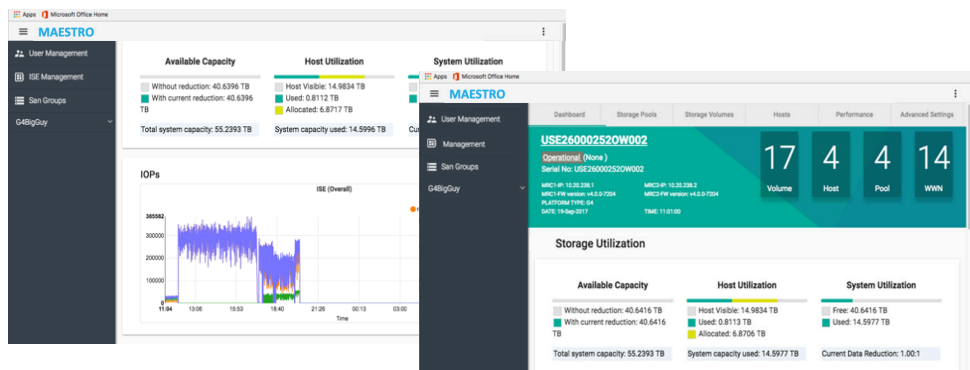 Apps Microsoft Office Home
MAESTRO
User Management
ISE Management
San Groups
G4BigGuy
Available Capacity
Without reduction: 40.6396 TB
With current reduction: 40.6396
TB
Total system capacity: 55.2393 TB
Host Utilization
Host Visible: 14.9834 TB
Used: 0.8112 TB
Allocated: 6.8717 TB
System capacity used: 14.5996 TB
System Utilization
IOPs
ISE (Overall)
365582
300000
200000
100000
0
11:04 13:06 15:53 18:40 21:26 00:13 03:00
Time
Apps Microsoft Office Home
MAESTRO
User Management
Management
San Groups
G4BigGuy
Dashboard Storage Pools Storage Volumes Hosts Performance Advanced Settings
USE26000252OW002
Operational (None )
Serial No: USE26000252OW002
MRC1-IP: 10.20.238.1 MRC2-IP: 10.20.238.2
MRC1-FW version: v4.0.0-7204 MRC2-FW version: v4.0.0-7204
PLATFORM TYPE: G4
DATE: 19-Sep-2017 TIME: 11:01:00
17 4 4 14
Volume Host Pool WWN
Storage Utilization
Available Capacity
Without reduction: 40.6416 TB
With current reduction: 40.6416
TB
Total system capacity: 55.2393 TB
Host Utilization
Host Visible: 14.9834 TB
Used: 0.8113 TB
Allocated: 6.8706 TB
System capacity used: 14.5977 TB
System Utilization
Free: 40.6416 TB
Used: 14.5977 TB
Current Data Reduction: 1.00:1